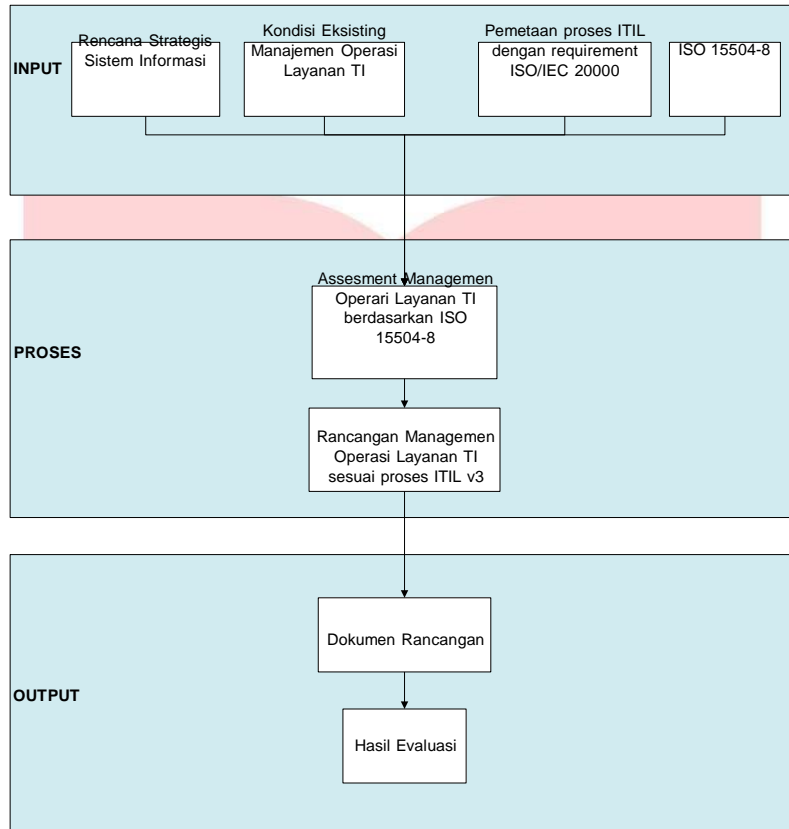 INPUT
Rencana Strategis
Sistem Informasi
Kondisi Eksisting
Manajemen Operasi
Layanan TI
Pemetaan proses ITIL
dengan requirement
ISO/IEC 20000
ISO 15504-8
PROSES
Assesment Managemen
Operari Layanan TI
berdasarkan ISO
15504-8
Rancangan Managemen
Operasi Layanan TI
sesuai proses ITIL v3
OUTPUT
Dokumen Rancangan
Hasil Evaluasi